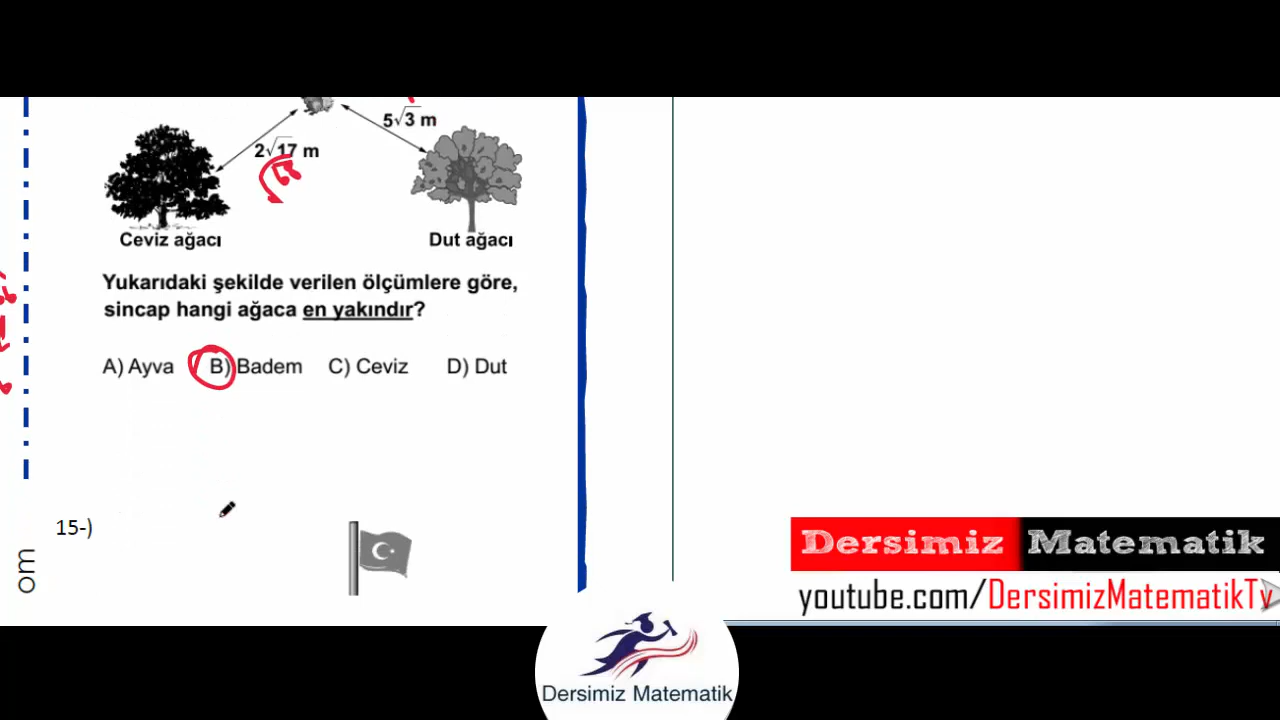 5√3 m
2√17 m
Ceviz ağacı
Dut ağacı
Yukarıdaki şekilde verilen ölçümlere göre,
sincap hangi ağaca en yakındır?
A) Ayva B) Badem C) Ceviz D) Dut
15-)
om
Dersimiz Matematik
youtube.com/DersimizMatematikTv
Dersimiz Matematik